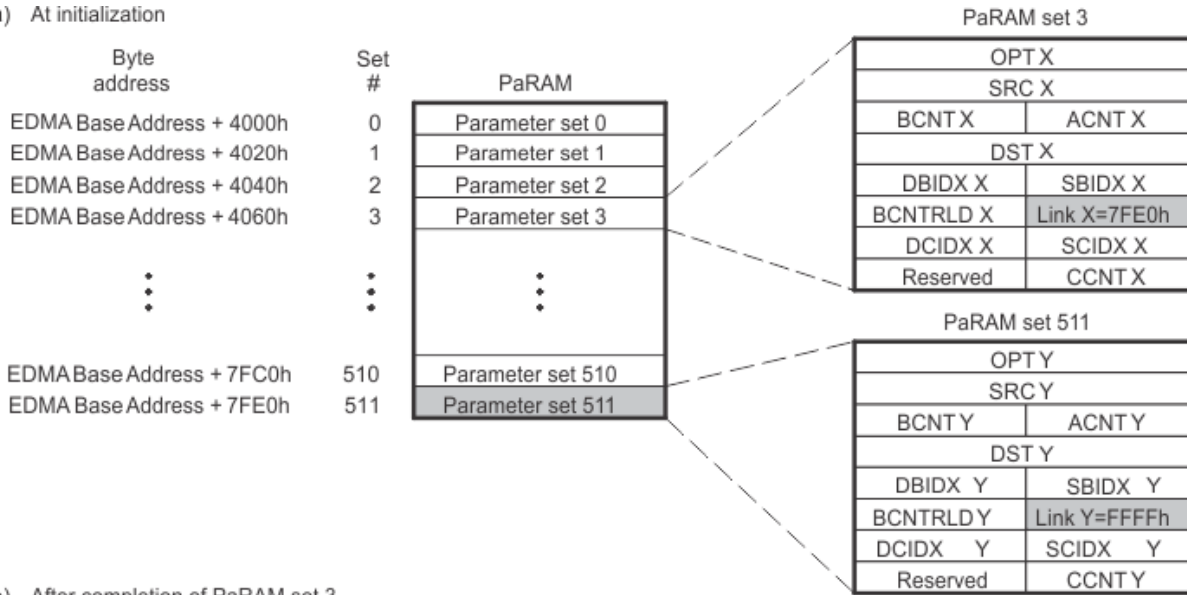 a) At initialization
Byte address
Set #
PaRAM
EDMA Base Address + 4000h 0 Parameter set 0
EDMA Base Address + 4020h 1 Parameter set 1
EDMA Base Address + 4040h 2 Parameter set 2
EDMA Base Address + 4060h 3 Parameter set 3
EDMA Base Address + 7FC0h 510 Parameter set 510
EDMA Base Address + 7FE0h 511 Parameter set 511
PaRAM set 3
OPT X
SRC X
BCNT X ACNT X
DST X
DBIDX X SBIDX X
BCNTRLD X Link X=7FE0h
DCIDX X SCIDX X
Reserved CCNT X
PaRAM set 511
OPT Y
SRC Y
BCNT Y ACNT Y
DST Y
DBIDX Y SBIDX Y
BCNTRLD Y Link Y=FFFFh
DCIDX Y SCIDX Y
Reserved CCNT Y
After completion of PaRAM set 3